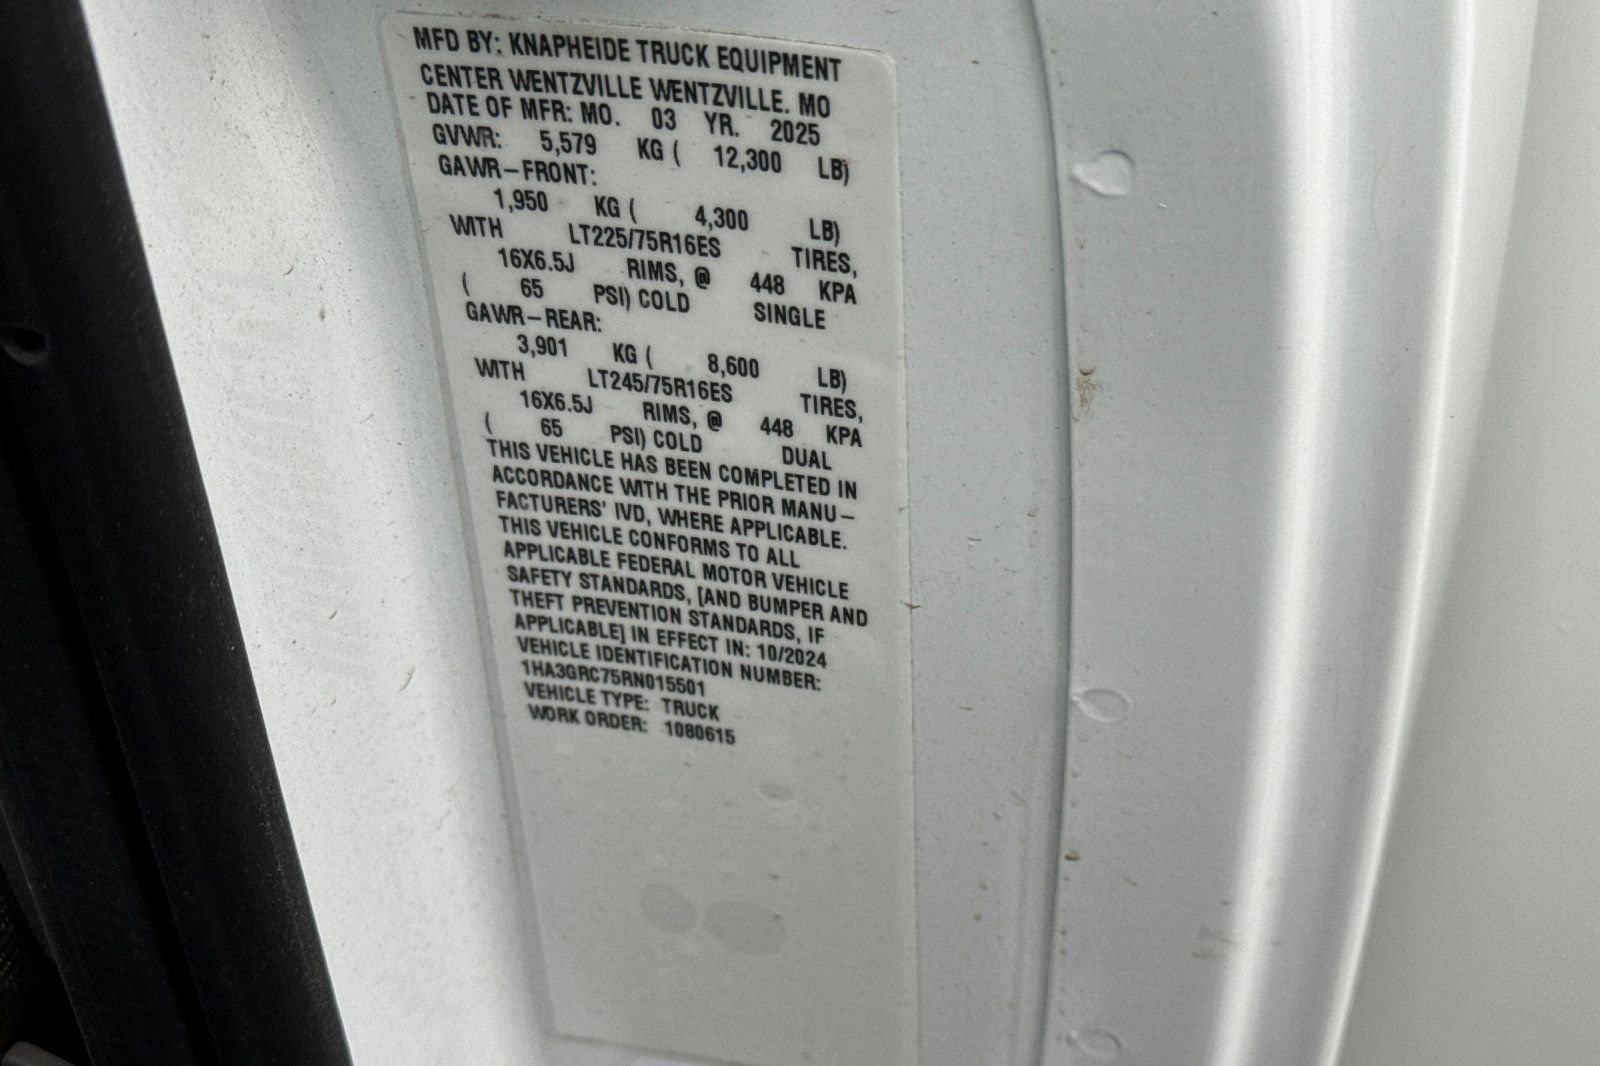 MFD BY: KNAPHEIDE TRUCK EQUIPMENT
CENTER WENTZVILLE WENTZVILLE. MO
DATE OF MFR: MO. 03 YR. 2025
GVWR: 5,579 KG ( 12,300 LB)
GAWR-FRONT:
1,950 KG ( 4,300 LB)
WITH LT225/75R16ES TIRES,
16X6.5J RIMS, @ 448 KPA
( 65 PSI) COLD SINGLE
GAWR-REAR:
3,901 KG ( 8,600 LB)
WITH LT245/75R16ES TIRES,
16X6.5J RIMS, @ 448 KPA
( 65 PSI) COLD DUAL
THIS VEHICLE HAS BEEN COMPLETED IN
ACCORDANCE WITH THE PRIOR MANU-
FACTURERS' IVD, WHERE APPLICABLE.
THIS VEHICLE CONFORMS TO ALL
APPLICABLE FEDERAL MOTOR VEHICLE
SAFETY STANDARDS, [AND BUMPER AND
THEFT PREVENTION STANDARDS, IF
APPLICABLE] IN EFFECT IN: 10/2024
VEHICLE IDENTIFICATION NUMBER:
1HA3GRC75RN015501
VEHICLE TYPE: TRUCK
WORK ORDER: 1080615